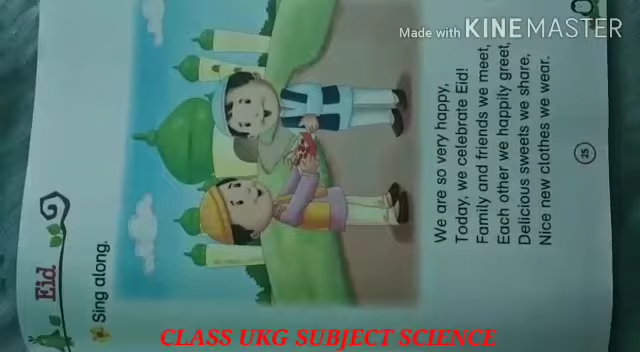 Made with KINEMASTER
Eid
Sing along.
We are so very happy,
Today, we celebrate Eid!
Family and friends we meet,
Each other we happily greet,
Delicious sweets we share,
Nice new clothes we wear.
25
CLASS UKG SUBJECT SCIENCE